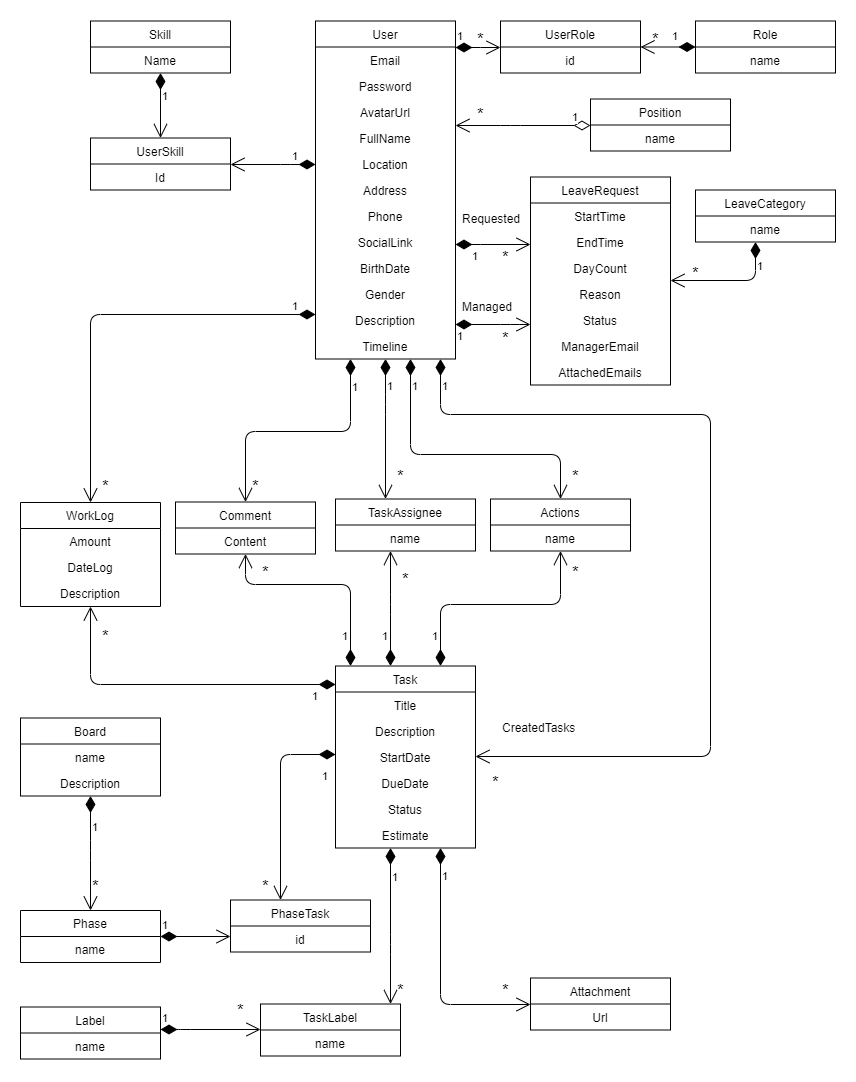 Skill
Name
1
UserSkill
Id
1
User
Email
Password
AvatarUrl
FullName
Location
Address
Phone
SocialLink
BirthDate
Gender
Description
Timeline
1
*
UserRole
id
*
1
Role
name
*
1
Position
name
Requested
1
*
Managed
1
*
LeaveRequest
StartTime
EndTime
DayCount
Reason
Status
ManagerEmail
AttachedEmails
LeaveCategory
name
1
*
1
1
1
1
1
*
*
*
*
WorkLog
Amount
DateLog
Description
Comment
Content
TaskAssignee
name
Actions
name
*
*
*
*
1
1
1
1
Task
Title
Description
StartDate
DueDate
Status
Estimate
CreatedTasks
*
Board
name
Description
1
*
1
*
Phase
name
1
PhaseTask
id
1
*
1
*
Label
name
1
*
TaskLabel
name
Attachment
Url